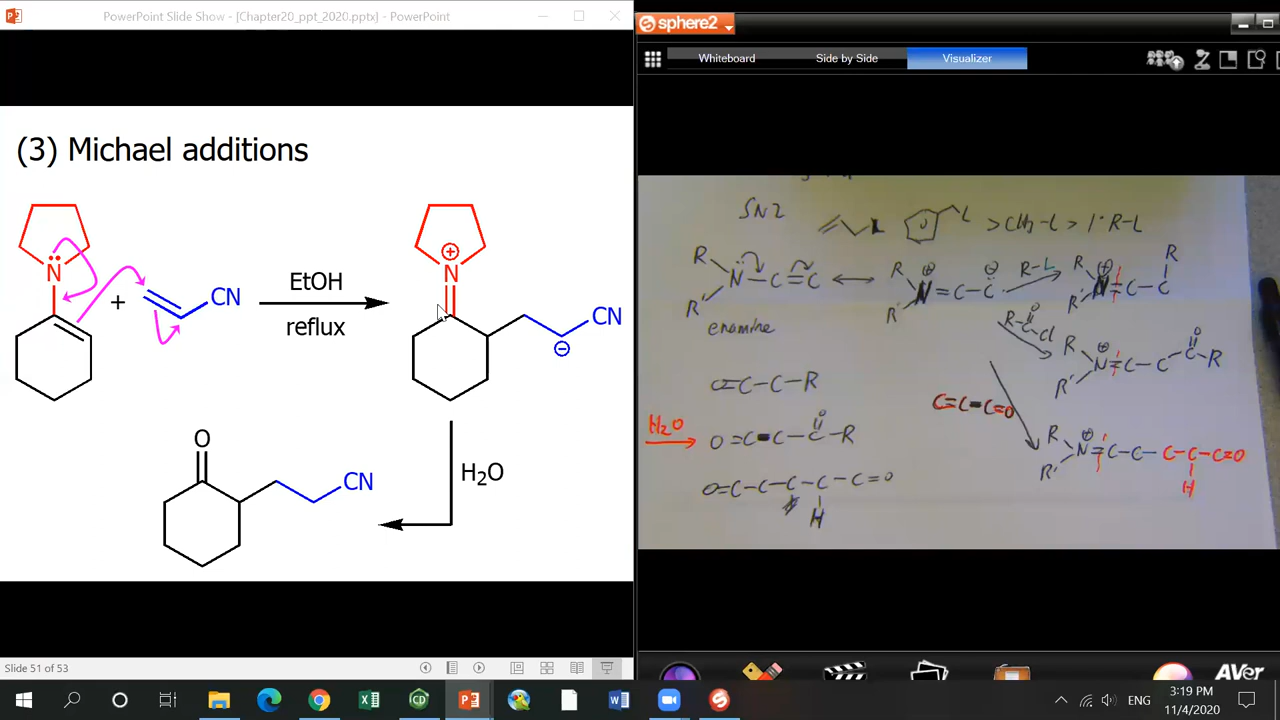 PowerPoint Slide Show - [Chapter20_ppt_2020.pptx] - PowerPoint
(3) Michael additions
N
+
CN
EtOH
reflux
N
CN
H₂O
O
CN
Slide 51 of 53
sphere2
Whiteboard
Side by Side
Visualizer
SN2
L > CH₃-L > 1° R-L
R
R'
N-C=C
R
R'
N=C-C
R-L
R
R'
N=C-C
R
enamine
R-C-Cl
O
R
R'
N=C-C-C-R
O
C=C-C-R
C=C-C=O
H₂O
O=C-C-C-R
O
R
R'
N=C-C-C-C-C=O
H
O=C-C-C-C-C=O
H
AVer
ENG
3:19 PM
11/4/2020